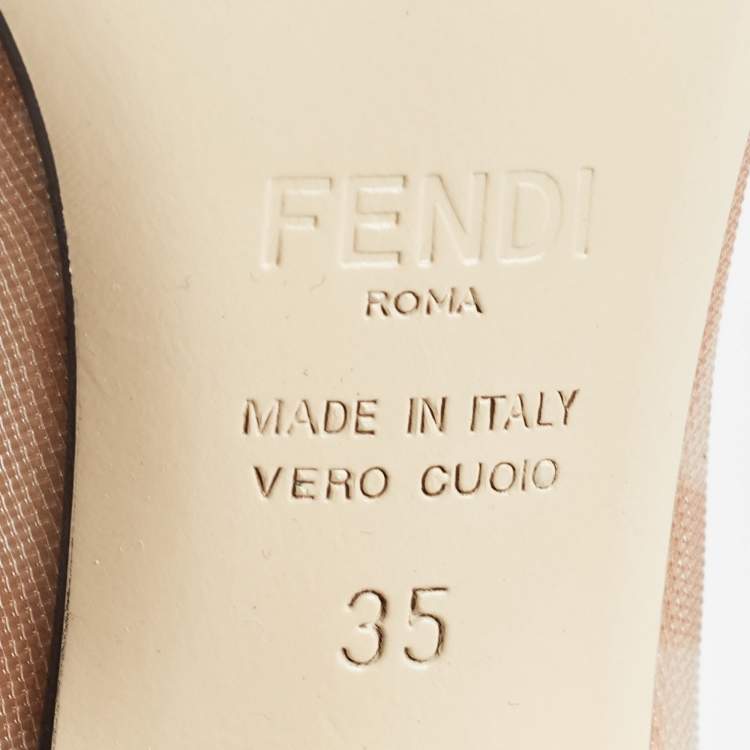 FENDI
ROMA
MADE IN ITALY
VERO CUOIO
35